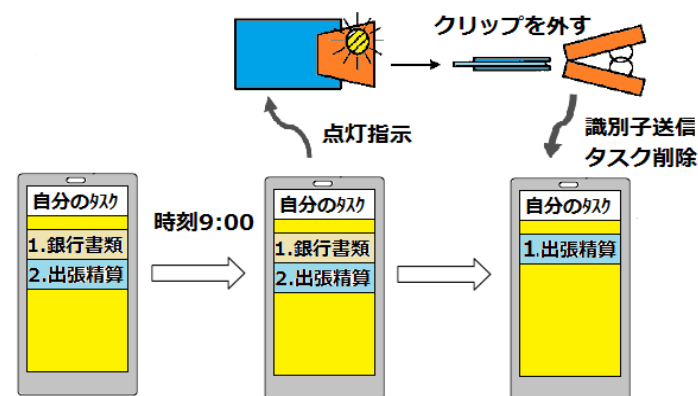 クリップを外す
点灯指示
識別子送信
タスク削除
自分のタスク
1.銀行書類
2.出張精算
時刻9:00
自分のタスク
1.銀行書類
2.出張精算
自分のタスク
1.出張精算